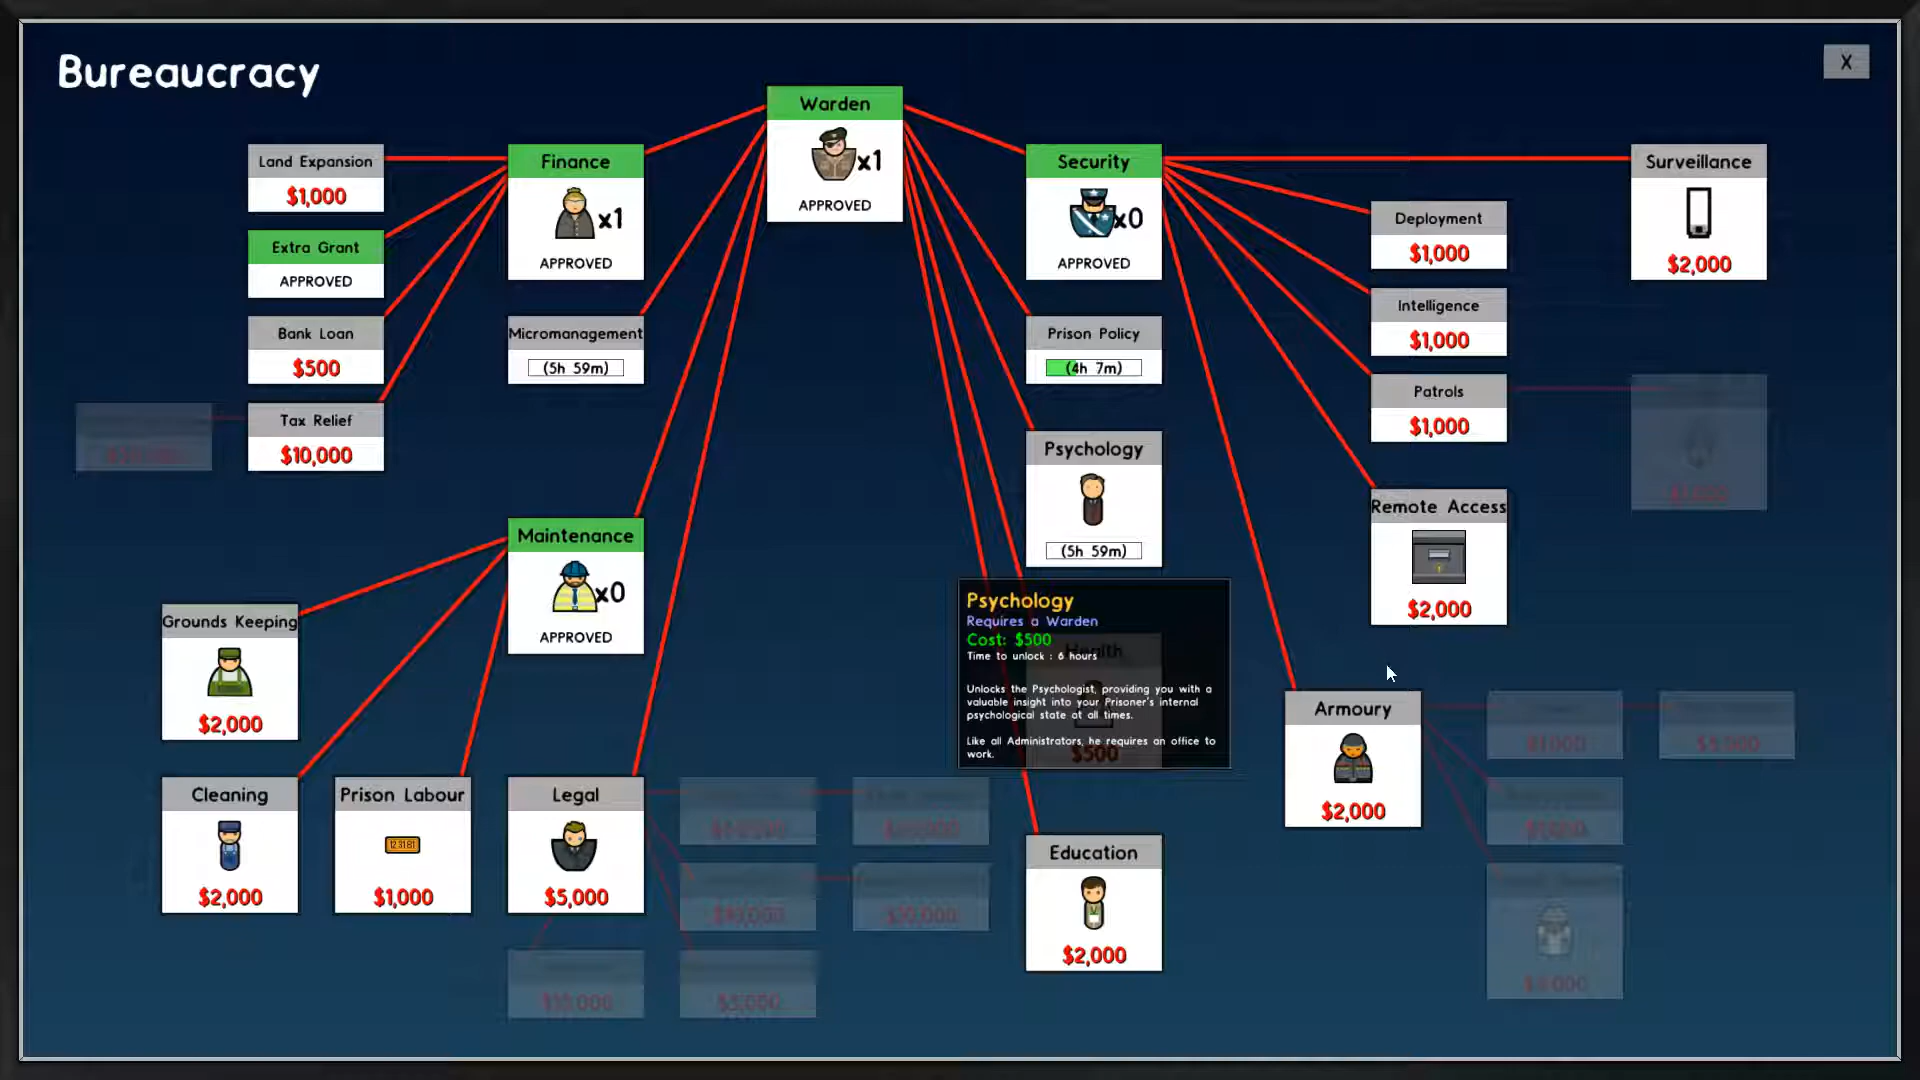 Bureaucracy
X
Warden
x1
APPROVED
Land Expansion
$1,000
Finance
x1
APPROVED
Security
x0
APPROVED
Surveillance
$2,000
Extra Grant
APPROVED
Deployment
$1,000
Bank Loan
$500
Micromanagement
(5h 59m)
Prison Policy
(4h 7m)
Intelligence
$1,000
Tax Relief
$10,000
Patrols
$1,000
Psychology
(5h 59m)
Remote Access
$2,000
Maintenance
x0
APPROVED
Psychology
Requires a Warden
Cost: $500
Time to unlock : 6 hours
Unlocks the Psychologist, providing you with a
valuable insight into your Prisoner's internal
psychological state at all times.
Like all Administrators, he requires an office to
work.
Health
$500
Grounds Keeping
$2,000
Armoury
$2,000
Cleaning
$2,000
Prison Labour
123181
$1,000
Legal
$5,000
Education
$2,000